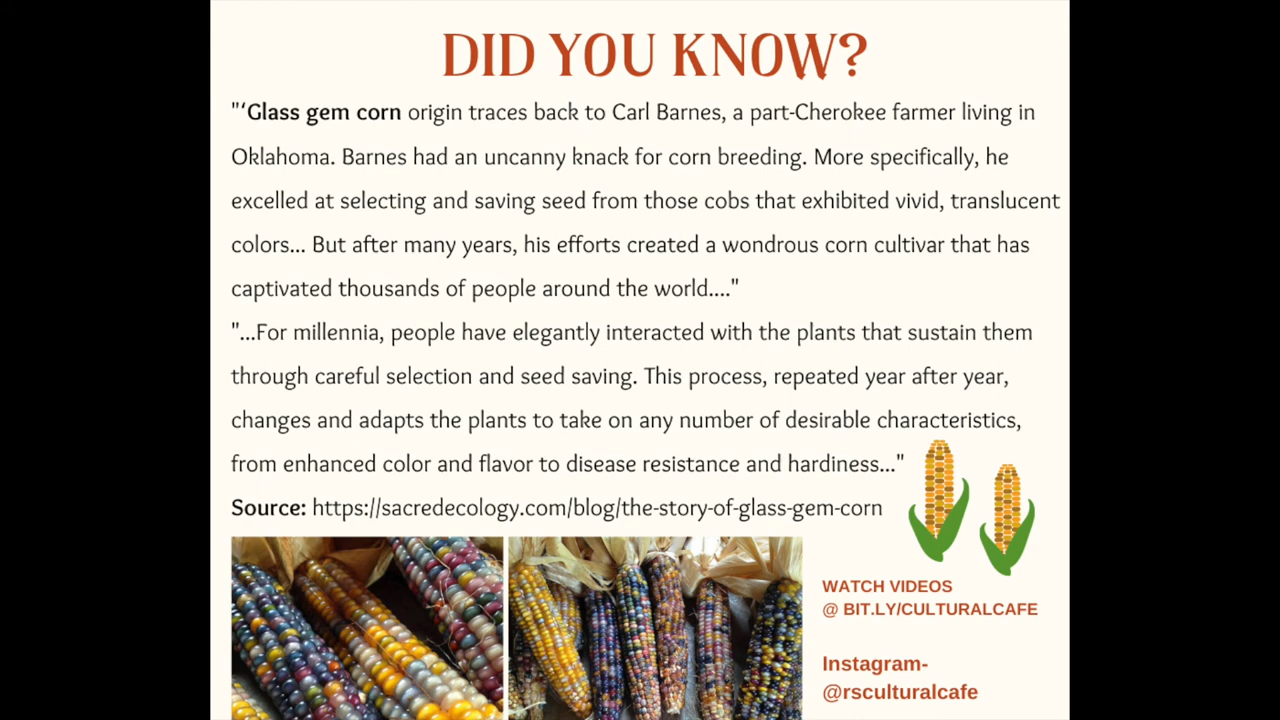 DID YOU KNOW?
"‘Glass gem corn origin traces back to Carl Barnes, a part-Cherokee farmer living in
Oklahoma. Barnes had an uncanny knack for corn breeding. More specifically, he
excelled at selecting and saving seed from those cobs that exhibited vivid, translucent
colors... But after many years, his efforts created a wondrous corn cultivar that has
captivated thousands of people around the world...."
"...For millennia, people have elegantly interacted with the plants that sustain them
through careful selection and seed saving. This process, repeated year after year,
changes and adapts the plants to take on any number of desirable characteristics,
from enhanced color and flavor to disease resistance and hardiness..."
Source: https://sacredecology.com/blog/the-story-of-glass-gem-corn
WATCH VIDEOS
@ BIT.LY/CULTURALCAFE
Instagram-
@rsculturalcafe